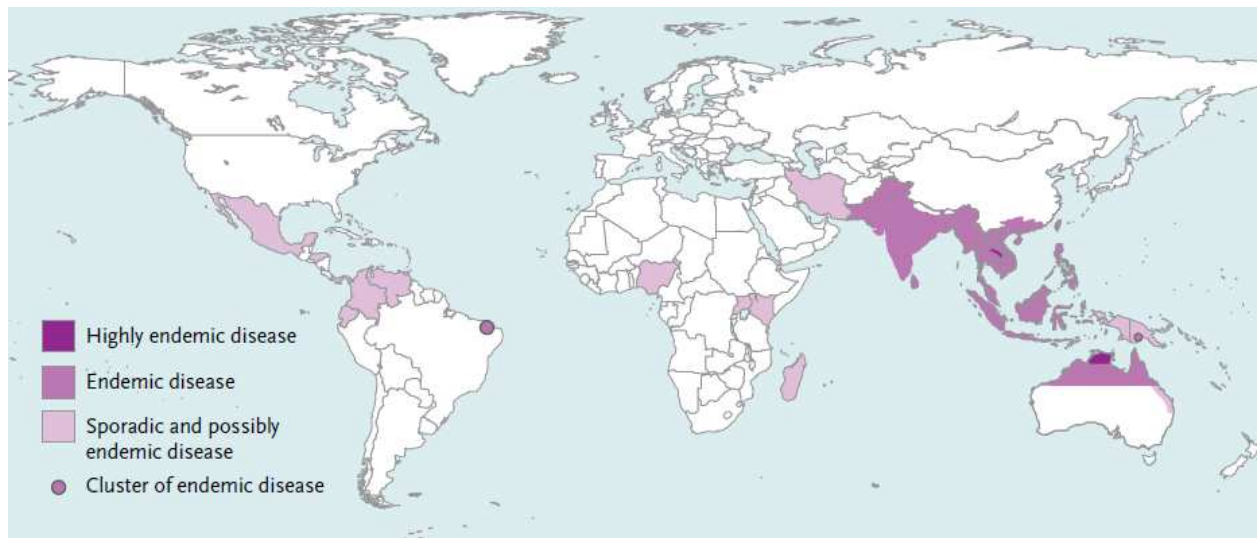 Highly endemic disease
Endemic disease
Sporadic and possibly
endemic disease
Cluster of endemic disease